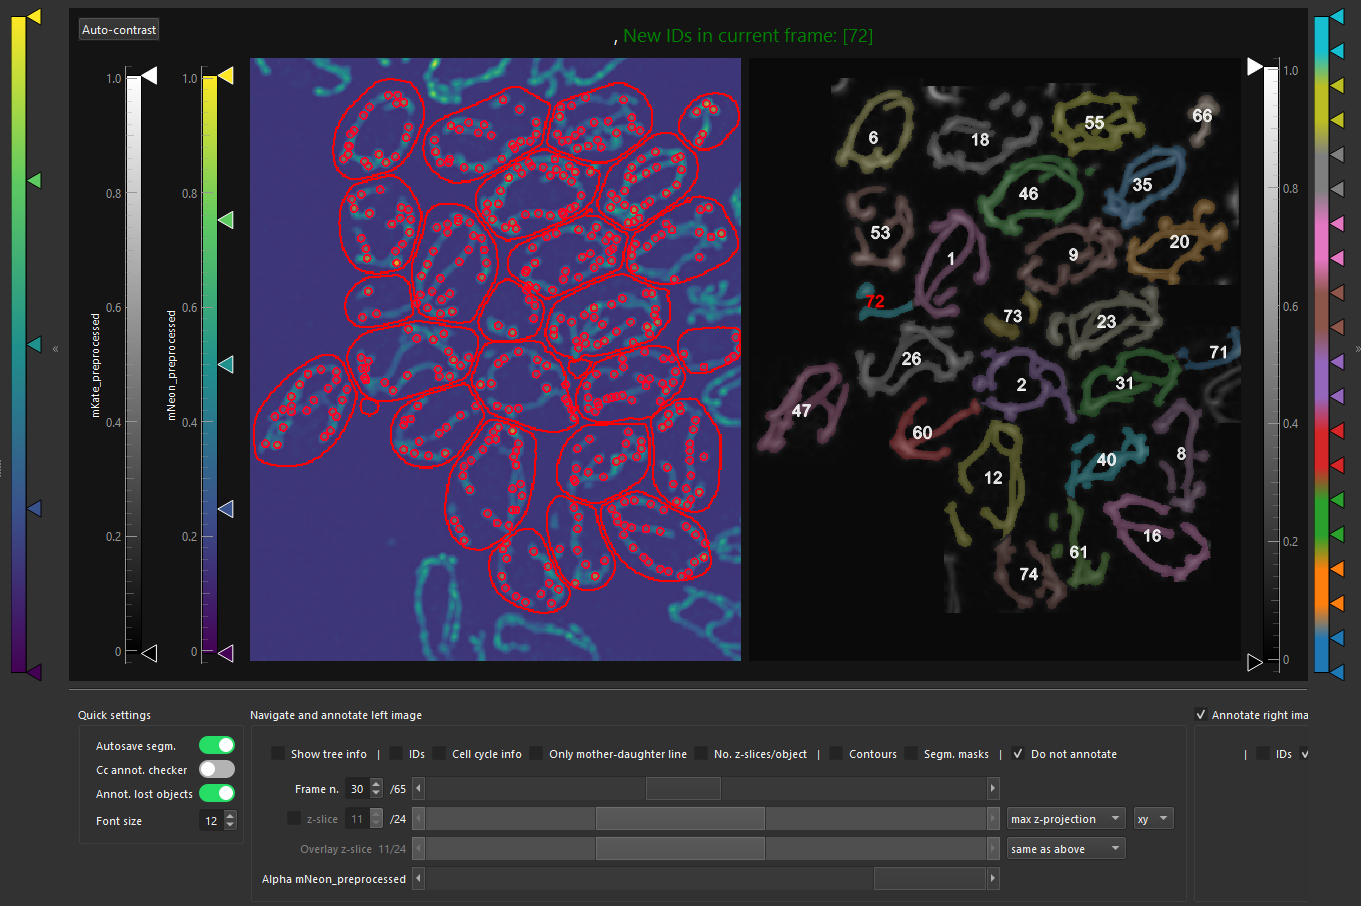 Auto-contrast
, New IDs in current frame: [72]
1.0
0.8
0.6
0.4
0.2
0
mKate_preprocessed
1.0
0.8
0.6
0.4
0.2
0
mNeon_preprocessed
«
6
18
55
66
46
35
53
1
9
20
72
73
23
26
71
2
31
47
60
8
12
40
16
61
74
1.0
0.8
0.6
0.4
0.2
0
»
Quick settings
Autosave segm.
Cc annot. checker
Annot. lost objects
Font size 12
Navigate and annotate left image
Show tree info | IDs Cell cycle info Only mother-daughter line No. z-slices/object | Contours Segm. masks | Do not annotate
Frame n. 30 /65
z-slice 11 /24 max z-projection xy
Overlay z-slice 11/24 same as above
Alpha mNeon_preprocessed
Annotate right ima
| IDs